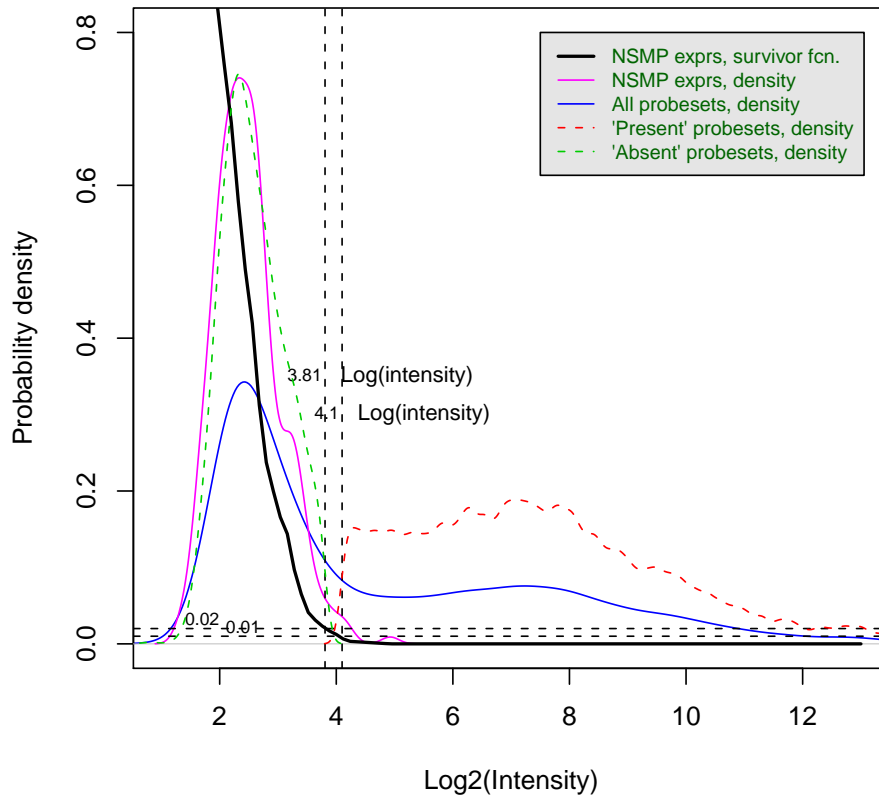 NSMP exprs, survivor fcn.
NSMP exprs, density
All probesets, density
'Present' probesets, density
'Absent' probesets, density
Probability density
0.8
0.6
0.4
0.2
0.0
3.81 Log(intensity)
4.1 Log(intensity)
0.02
0.01
2 4 6 8 10 12
Log2(Intensity)